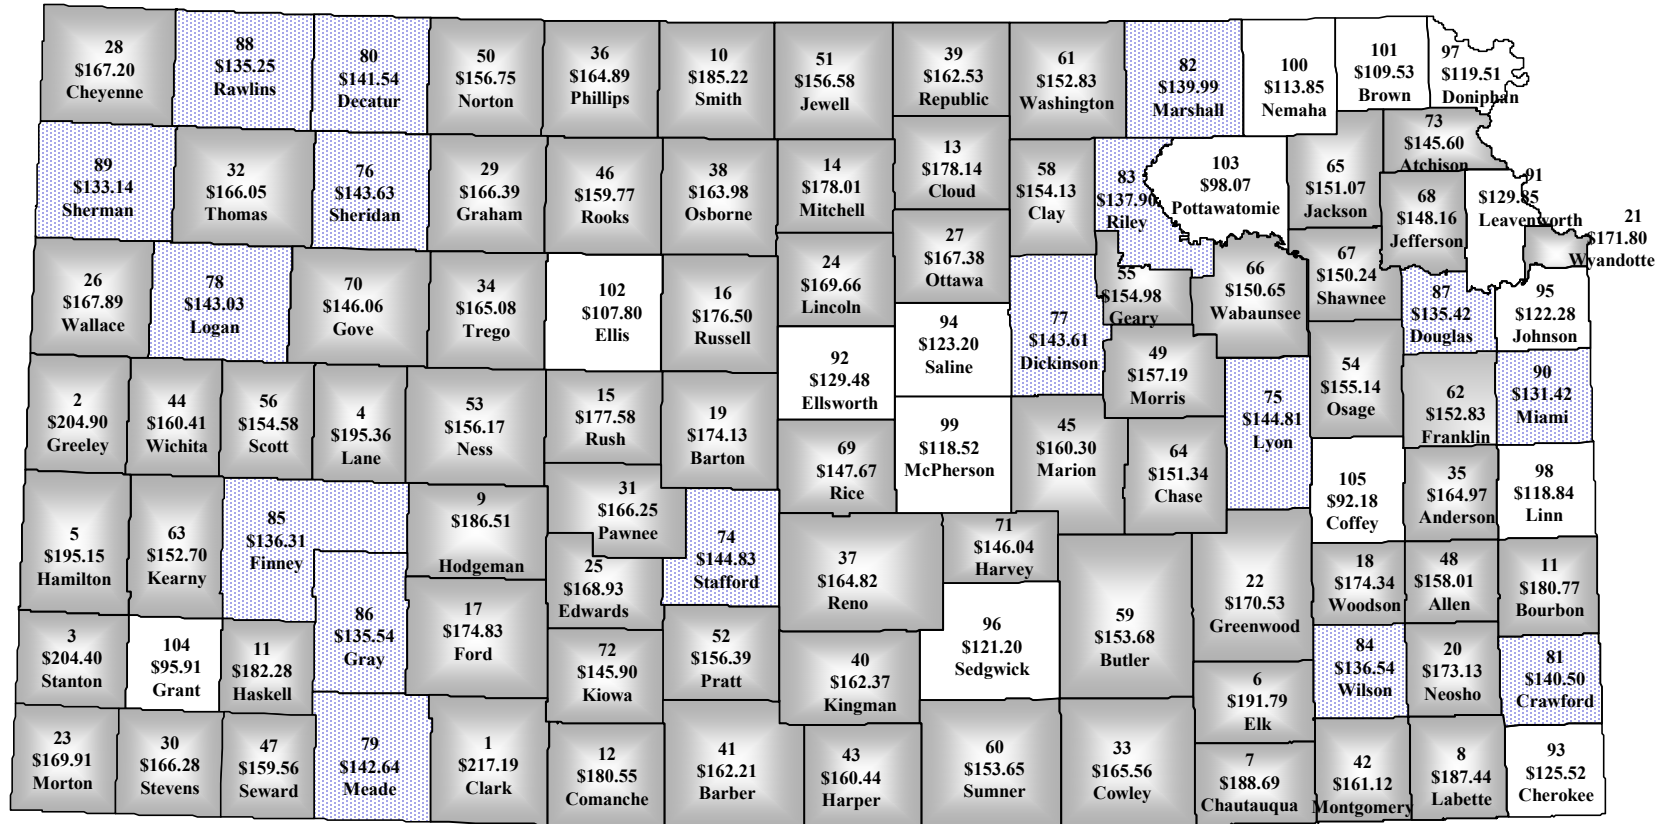 28
$167.20
Cheyenne
88
$135.25
Rawlins
80
$141.54
Decatur
50
$156.75
Norton
36
$164.89
Phillips
10
$185.22
Smith
51
$156.58
Jewell
39
$162.53
Republic
61
$152.83
Washington
82
$139.99
Marshall
100
$113.85
Nemaha
101
$109.53
Brown
97
$119.51
Doniphan
89
$133.14
Sherman
32
$166.05
Thomas
76
$143.63
Sheridan
29
$166.39
Graham
46
$159.77
Rooks
38
$163.98
Osborne
14
$178.01
Mitchell
13
$178.14
Cloud
58
$154.13
Clay
83
$137.90
Riley
103
$98.07
Pottawatomie
65
$151.07
Jackson
73
$145.60
Atchison
68
$148.16
Jefferson
91
$129.85
Leavenworth
21
$171.80
Wyandotte
26
$167.89
Wallace
78
$143.03
Logan
70
$146.06
Gove
34
$165.08
Trego
102
$107.80
Ellis
16
$176.50
Russell
24
$169.66
Lincoln
27
$167.38
Ottawa
77
$143.61
Dickinson
55
$154.98
Geary
66
$150.65
Wabaunsee
67
$150.24
Shawnee
87
$135.42
Douglas
95
$122.28
Johnson
92
$129.48
Ellsworth
94
$123.20
Saline
49
$157.19
Morris
75
$144.81
Lyon
54
$155.14
Osage
62
$152.83
Franklin
90
$131.42
Miami
2
$204.90
Greeley
44
$160.41
Wichita
56
$154.58
Scott
4
$195.36
Lane
53
$156.17
Ness
15
$177.58
Rush
19
$174.13
Barton
69
$147.67
Rice
99
$118.52
McPherson
45
$160.30
Marion
64
$151.34
Chase
105
$92.18
Coffey
35
$164.97
Anderson
98
$118.84
Linn
5
$195.15
Hamilton
63
$152.70
Kearny
85
$136.31
Finney
9
$186.51
Hodgeman
31
$166.25
Pawnee
74
$144.83
Stafford
37
$164.82
Reno
71
$146.04
Harvey
59
$153.68
Butler
22
$170.53
Greenwood
18
$174.34
Woodson
48
$158.01
Allen
11
$180.77
Bourbon
25
$168.93
Edwards
86
$135.54
Gray
17
$174.83
Ford
3
$204.40
Stanton
104
$95.91
Grant
11
$182.28
Haskell
72
$145.90
Kiowa
52
$156.39
Pratt
40
$162.37
Kingman
96
$121.20
Sedgwick
6
$191.79
Elk
84
$136.54
Wilson
20
$173.13
Neosho
81
$140.50
Crawford
23
$169.91
Morton
30
$166.28
Stevens
47
$159.56
Seward
79
$142.64
Meade
1
$217.19
Clark
12
$180.55
Comanche
41
$162.21
Barber
43
$160.44
Harper
60
$153.65
Sumner
33
$165.56
Cowley
7
$188.69
Chautauqua
42
$161.12
Montgomery
8
$187.44
Labette
93
$125.52
Cherokee